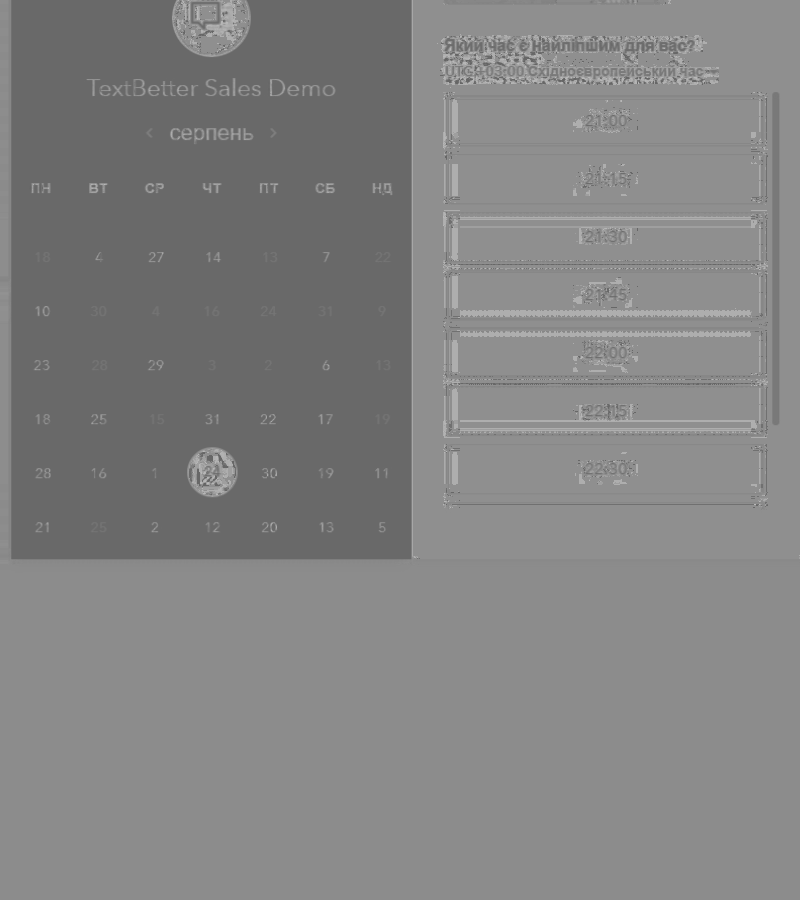 TextBetter Sales Demo
серпень
ПН ВТ СР ЧТ ПТ СБ НД
18 4 27 14 13 7 22
10 30 4 16 24 31 9
23 28 29 3 2 6 13
18 25 15 31 22 17 19
28 16 1 30 19 11
21 25 2 12 20 13 5
Який час є найліпшим для вас?
UTC+03:00 Східноєвропейський час
21:00
21:15
21:30
21:45
22:00
22:15
22:30